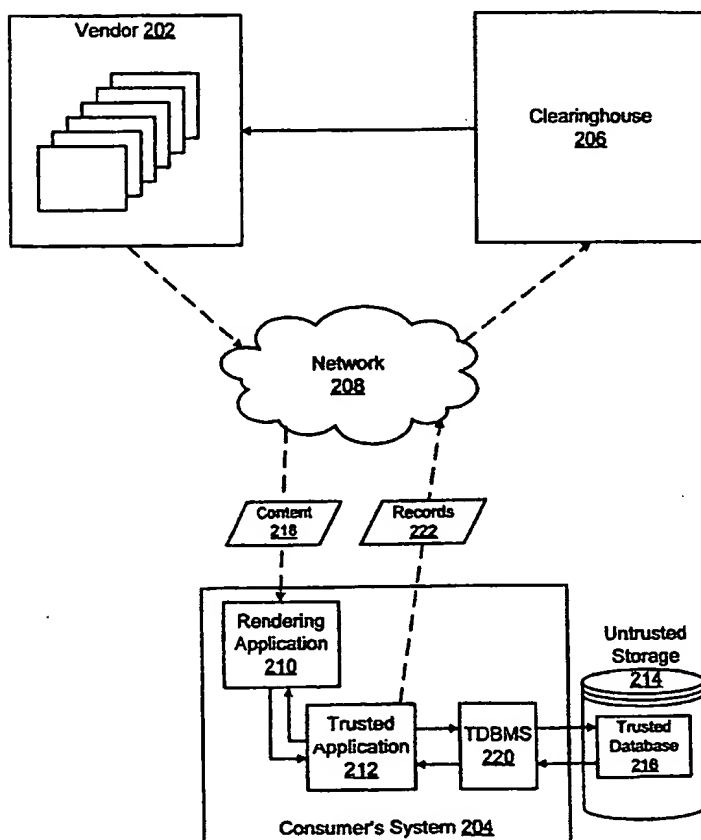 Vendor 202
Clearinghouse
206
Network
208
Content
216
Records
222
Rendering
Application
210
Untrusted
Storage
214
Trusted
Application
212
TDBMS
220
Trusted
Database
216
Consumer's System 204